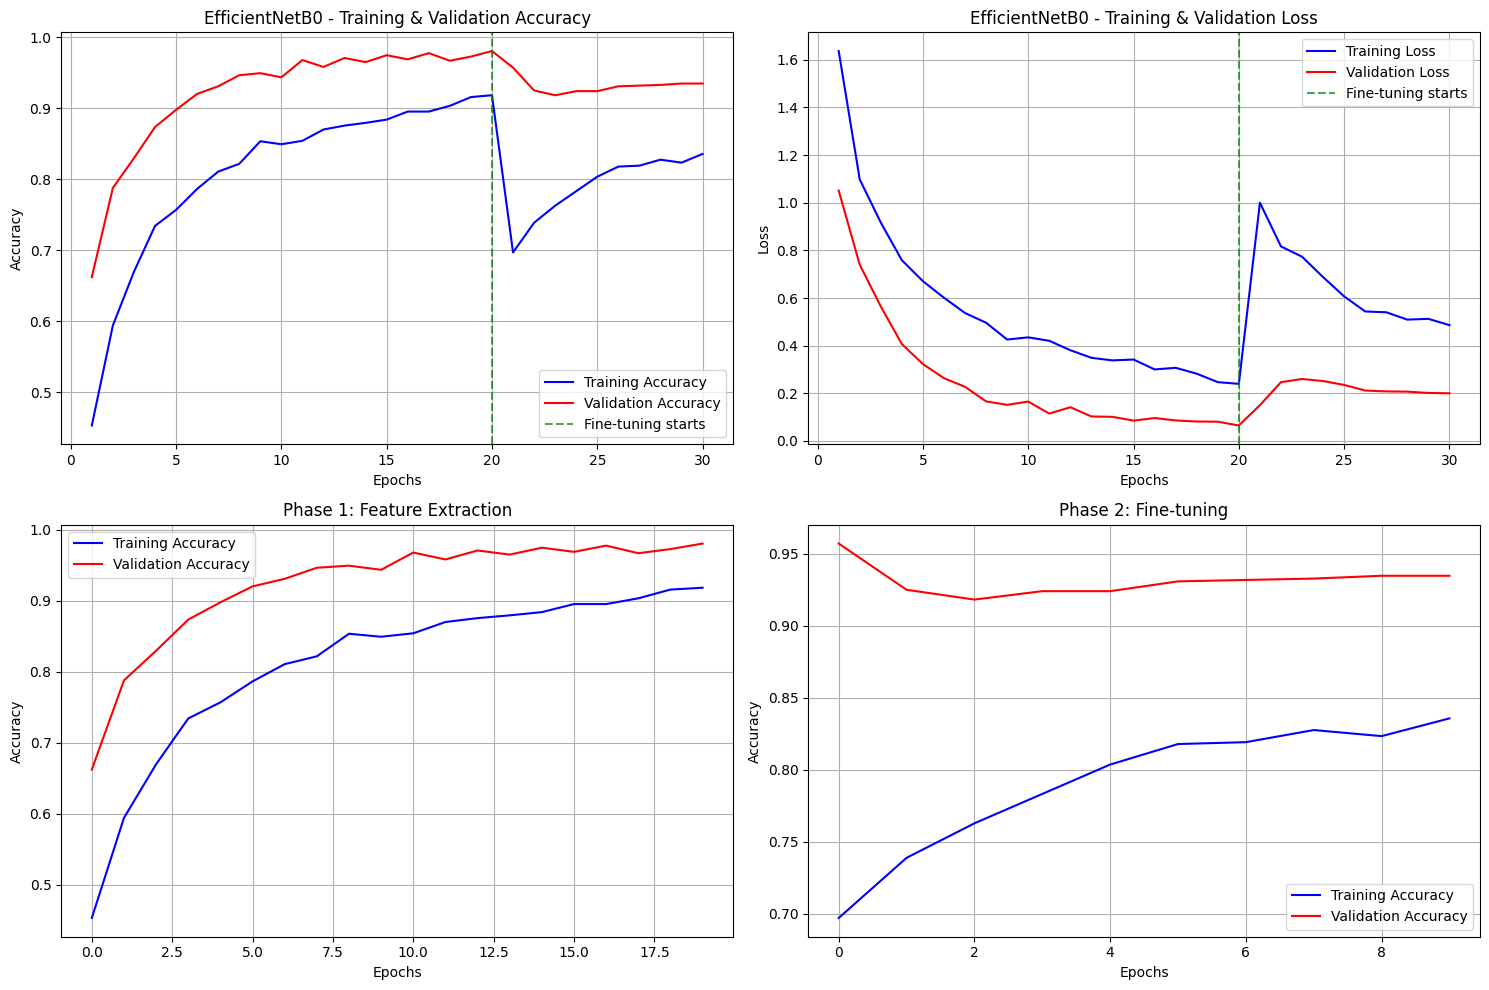 EfficientNetB0 - Training & Validation Accuracy
1.0
0.9
0.8
0.7
0.6
0.5
Accuracy
Training Accuracy
Validation Accuracy
Fine-tuning starts
0 5 10 15 20 25 30
Epochs
EfficientNetB0 - Training & Validation Loss
1.6
1.4
1.2
1.0
0.8
0.6
0.4
0.2
0.0
Loss
Training Loss
Validation Loss
Fine-tuning starts
0 5 10 15 20 25 30
Epochs
Phase 1: Feature Extraction
1.0
0.9
0.8
0.7
0.6
0.5
Accuracy
Training Accuracy
Validation Accuracy
0.0 2.5 5.0 7.5 10.0 12.5 15.0 17.5
Epochs
Phase 2: Fine-tuning
0.95
0.90
0.85
0.80
0.75
0.70
Accuracy
Training Accuracy
Validation Accuracy
0 2 4 6 8
Epochs